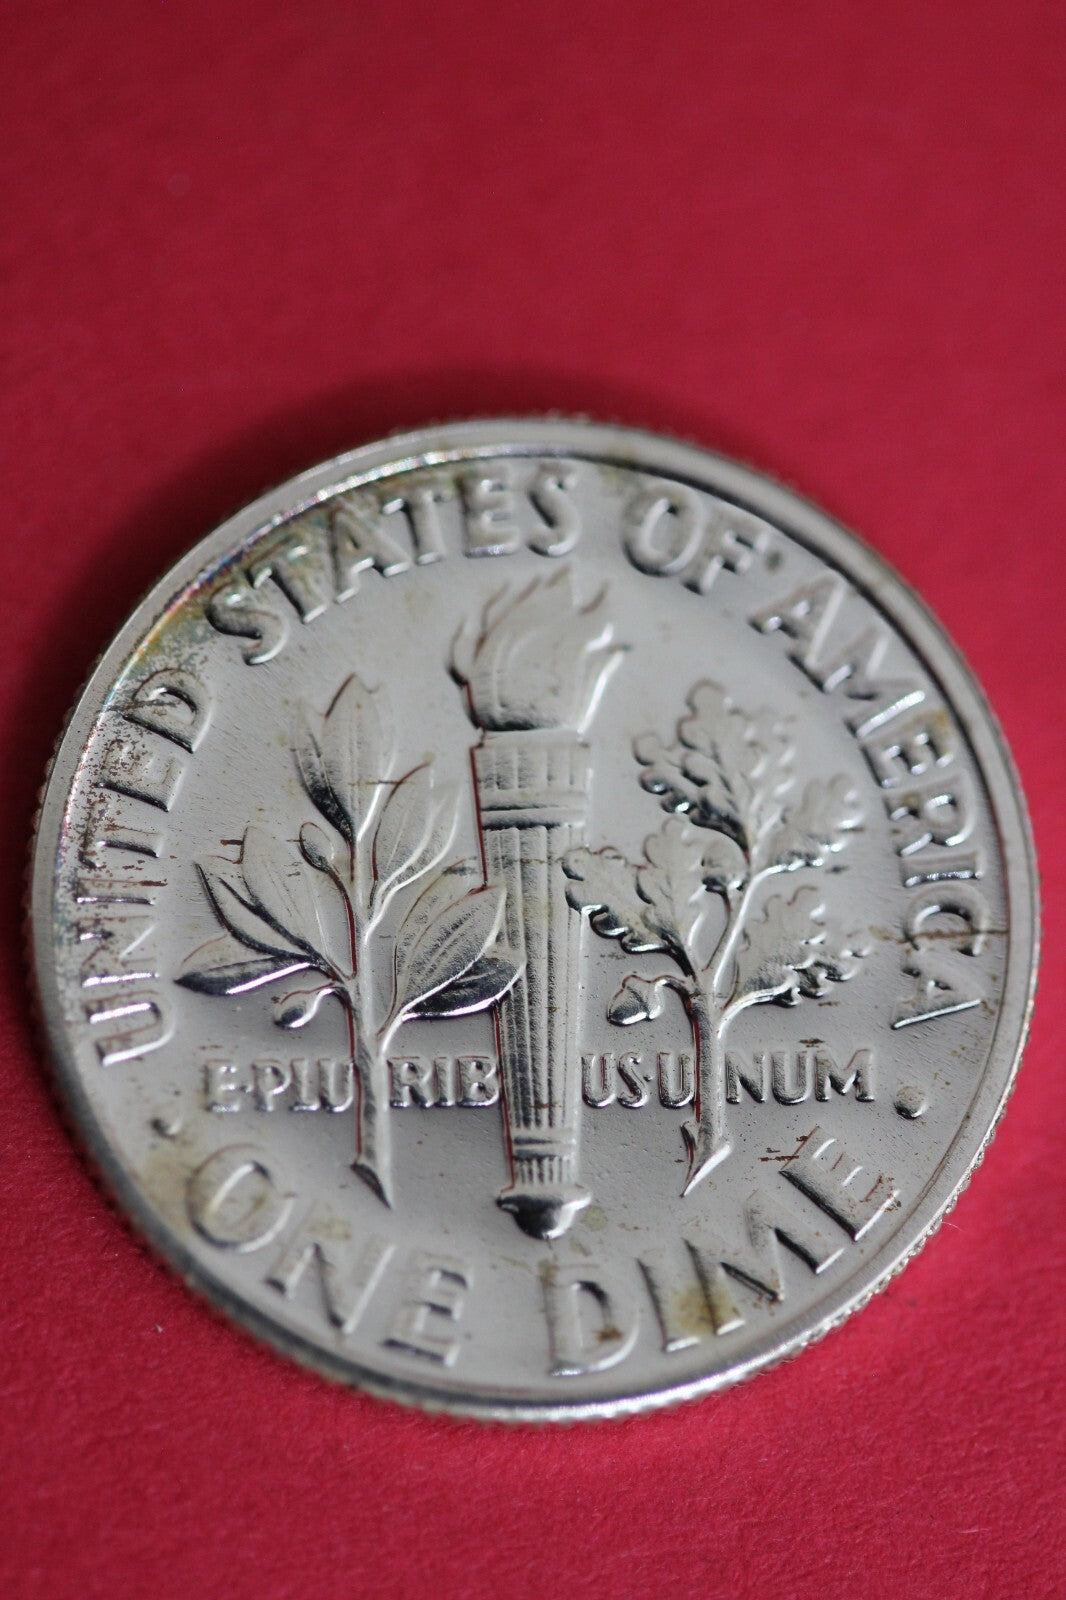 UNITED STATES OF AMERICA
E·PLURIBUS·UNUM
· ONE DIME ·